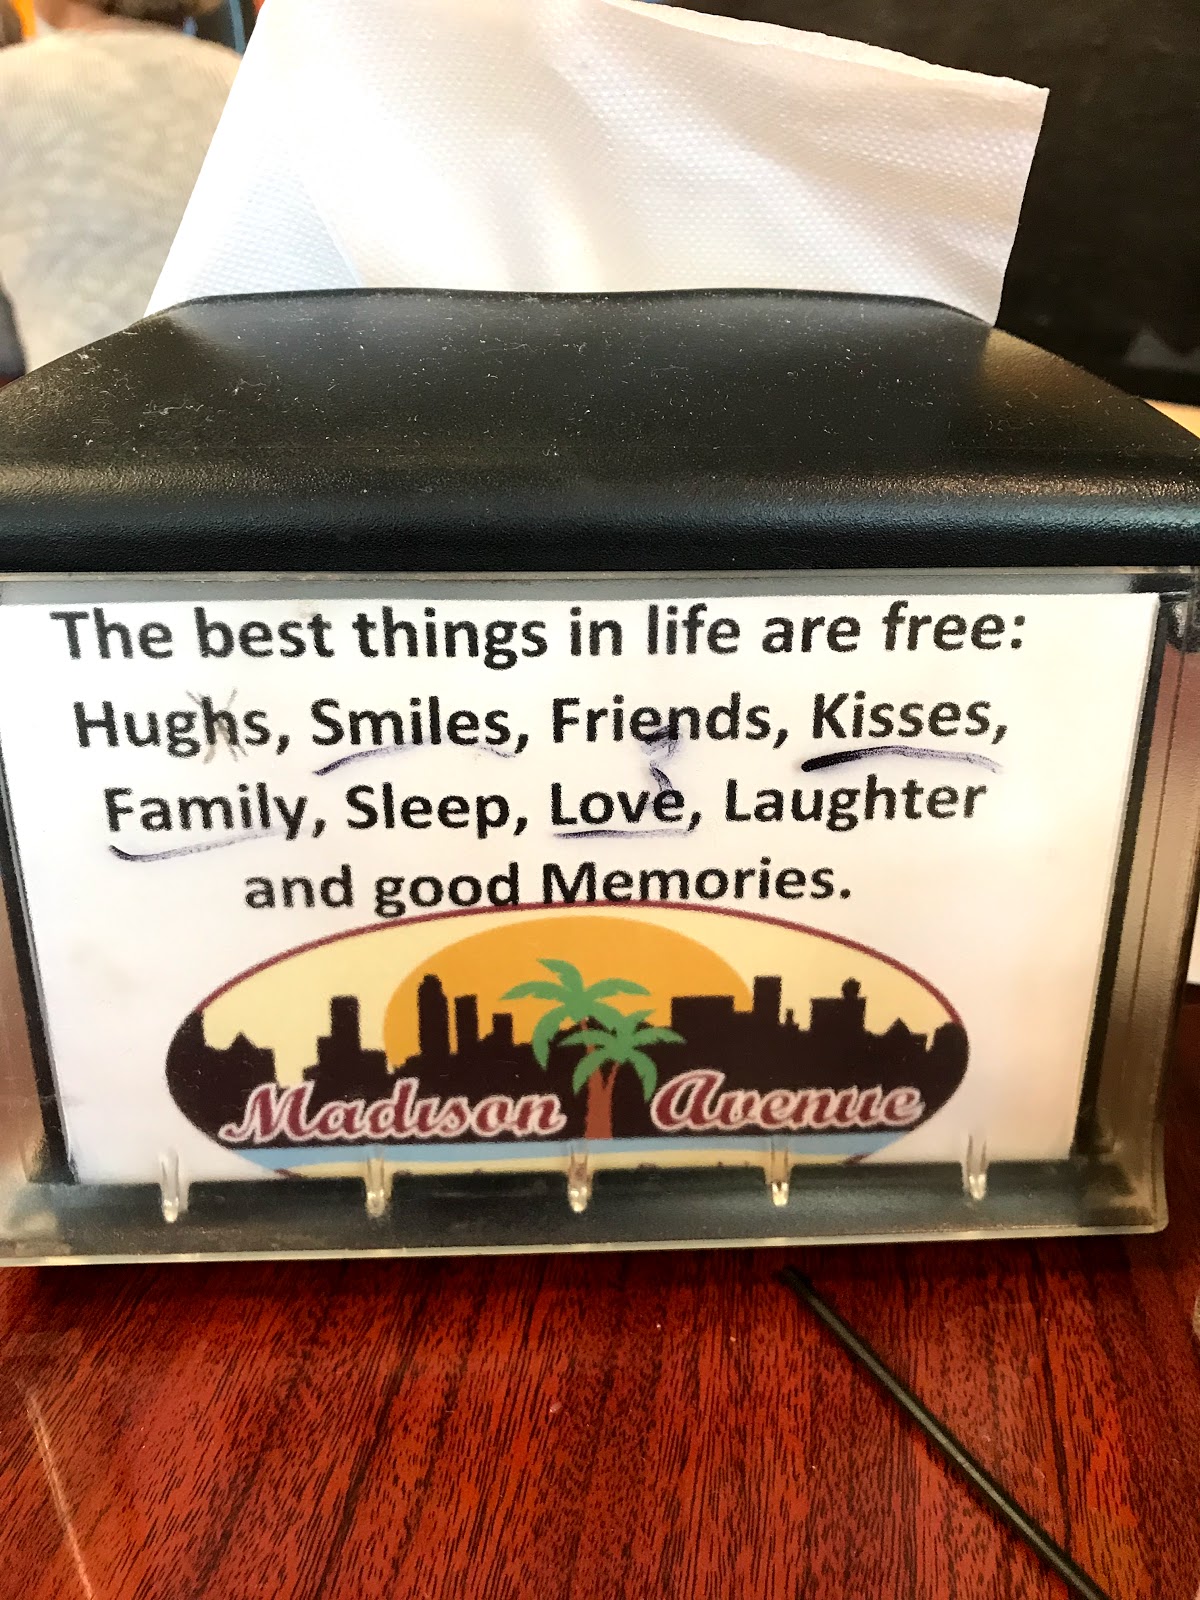 The best things in life are free:
Hughs, Smiles, Friends, Kisses,
Family, Sleep, Love, Laughter
and good Memories.
Madison Avenue